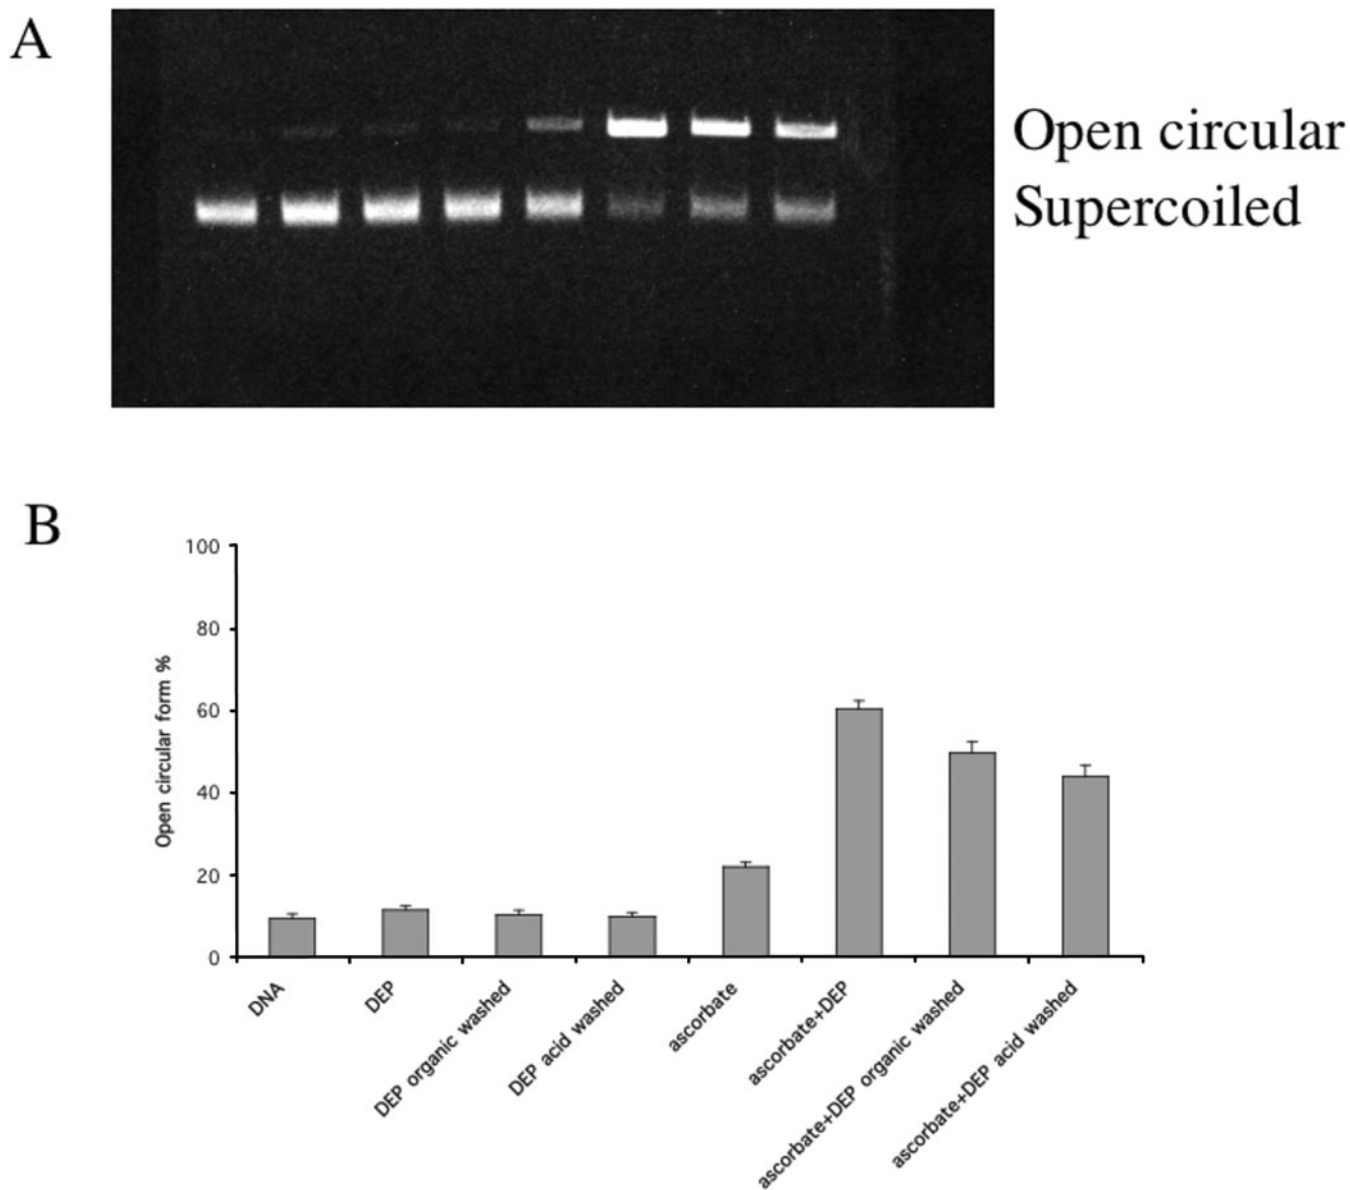 A
Open circular
Supercoiled
B
Open circular form %
100
80
60
40
20
0
DNA
DEP
DEP organic washed
DEP acid washed
ascorbate
ascorbate+DEP
ascorbate+DEP organic washed
ascorbate+DEP acid washed